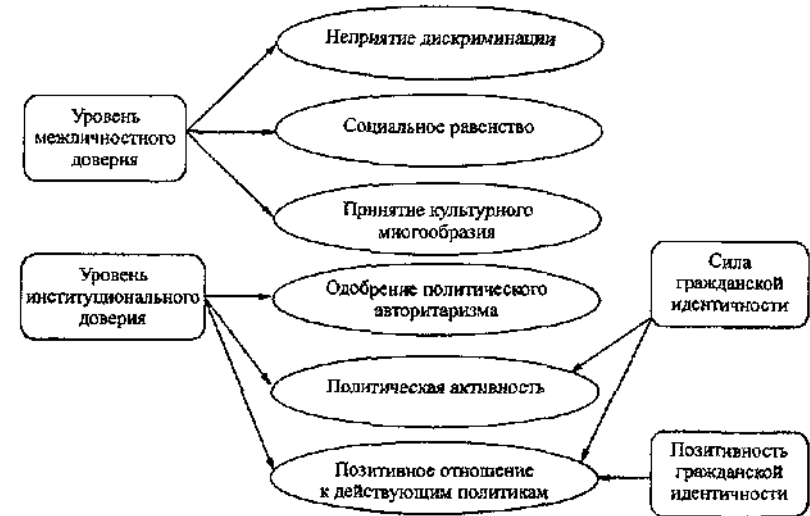 Неприятие дискриминации
Уровень
межличностного
доверия
Социальное равенство
Принятие культурного
многообразия
Уровень
институционального
доверия
Одобрение политического
авторитаризма
Сила
гражданской
идентичности
Политическая активность
Позитивное отношение
к действующим политикам
Позитивность
гражданской
идентичности